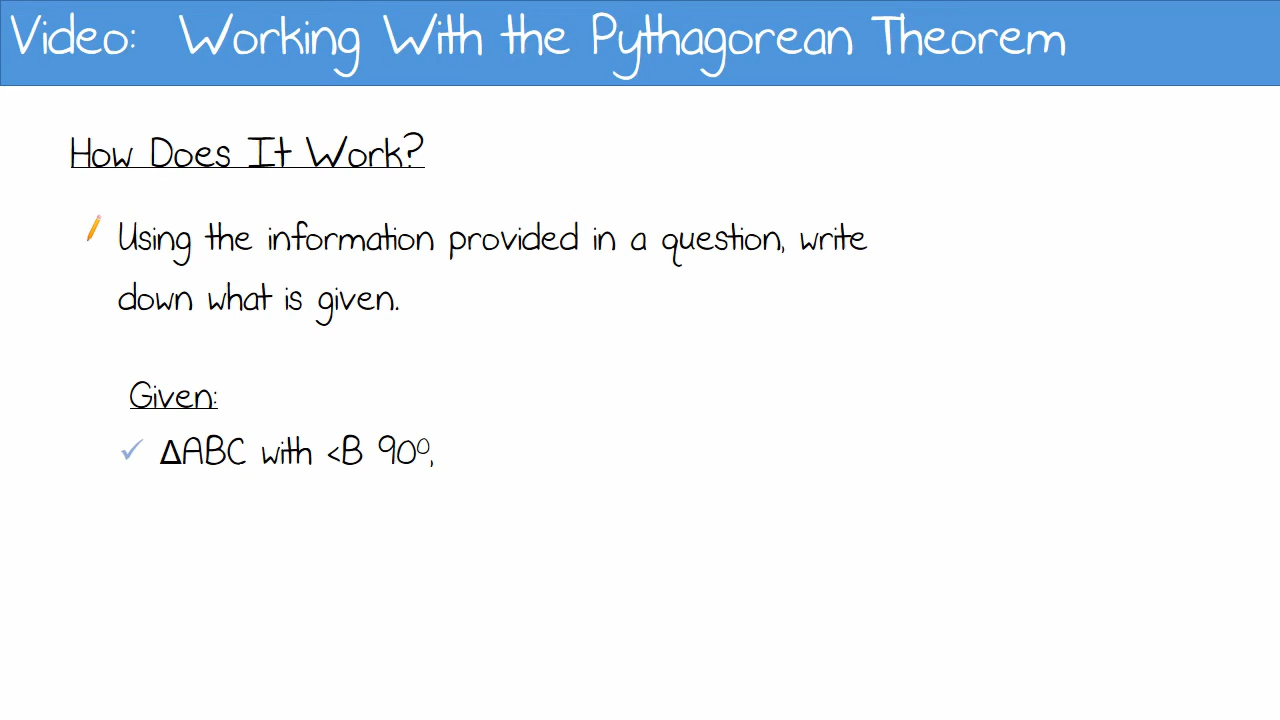 Video: Working With the Pythagorean Theorem
How Does It Work?
Using the information provided in a question, write
down what is given.
Given:
✓ ΔABC with <B 90⁰,